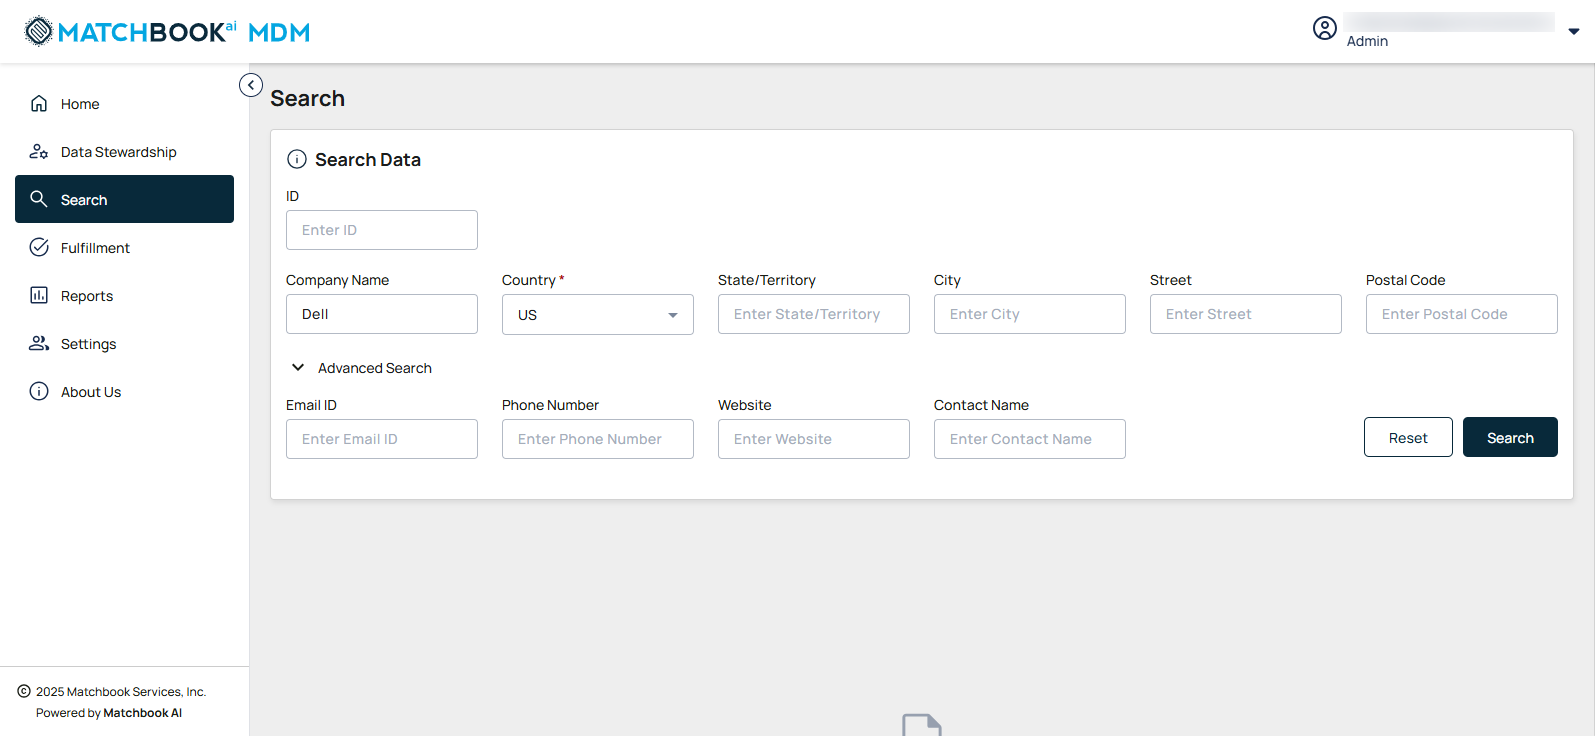 MATCHBOOKai MDM
Admin
Home
Data Stewardship
Search
Fulfillment
Reports
Settings
About Us
© 2025 Matchbook Services, Inc.
Powered by Matchbook AI
Search
Search Data
ID
Enter ID
Company Name Country * State/Territory City Street Postal Code
Dell US Enter State/Territory Enter City Enter Street Enter Postal Code
Advanced Search
Email ID Phone Number Website Contact Name
Enter Email ID Enter Phone Number Enter Website Enter Contact Name Reset Search